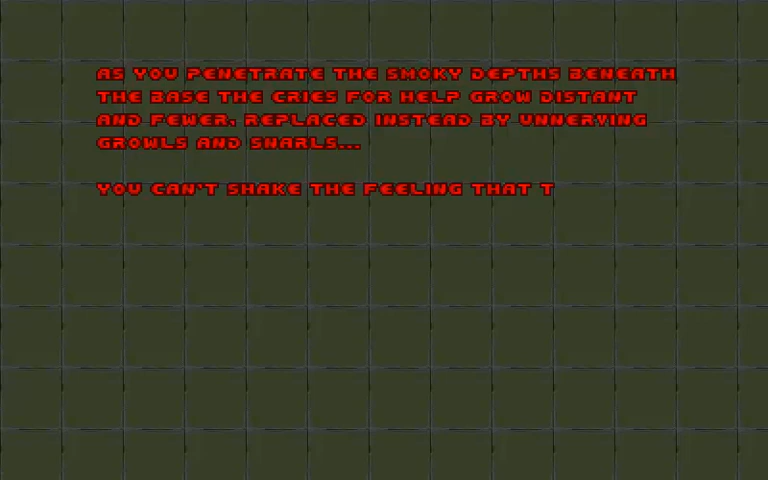 AS YOU PENETRATE THE SMOKY DEPTHS BENEATH
THE BASE THE CRIES FOR HELP GROW DISTANT
AND FEWER, REPLACED INSTEAD BY UNNERVING
GROWLS AND SNARLS...
YOU CAN'T SHAKE THE FEELING THAT T